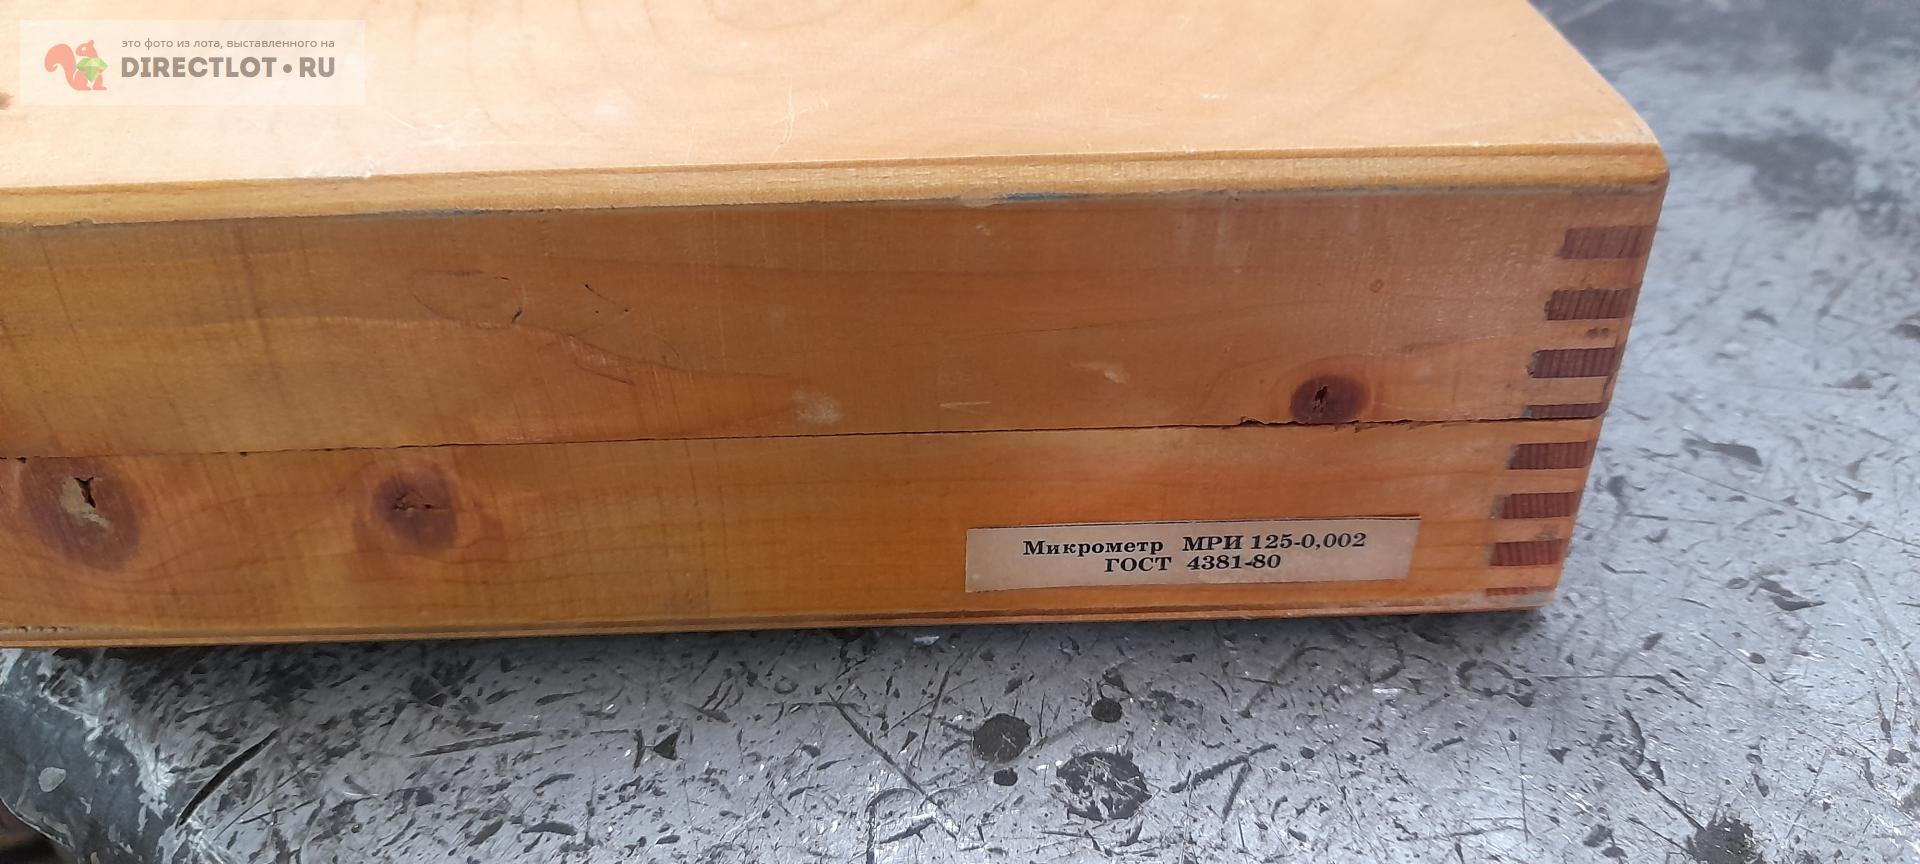 это фото из лота, выставленного на
DIRECTLOT•RU
Микрометр МРИ 125-0,002
ГОСТ 4381-80